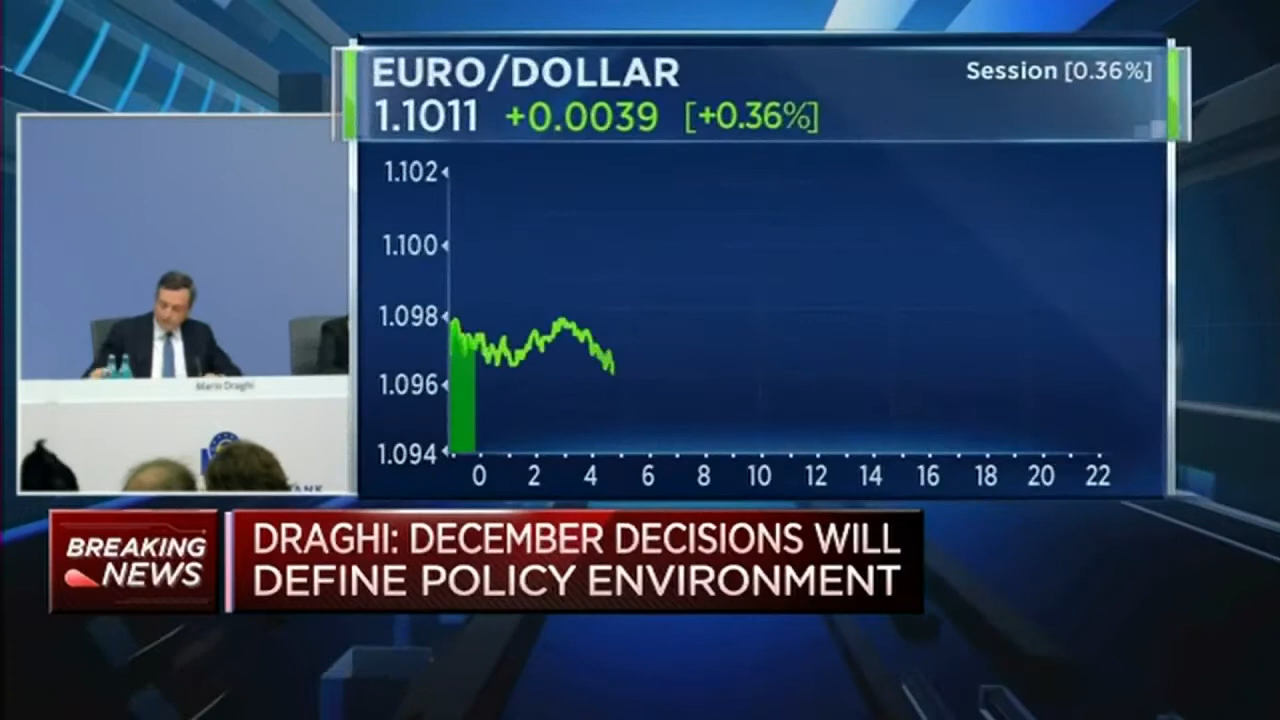 EURO/DOLLAR
Session [0.36%]
1.1011 +0.0039 [+0.36%]
1.102
1.100
1.098
1.096
1.094
0 2 4 6 8 10 12 14 16 18 20 22
Mario Draghi
BREAKING
NEWS
DRAGHI: DECEMBER DECISIONS WILL
DEFINE POLICY ENVIRONMENT